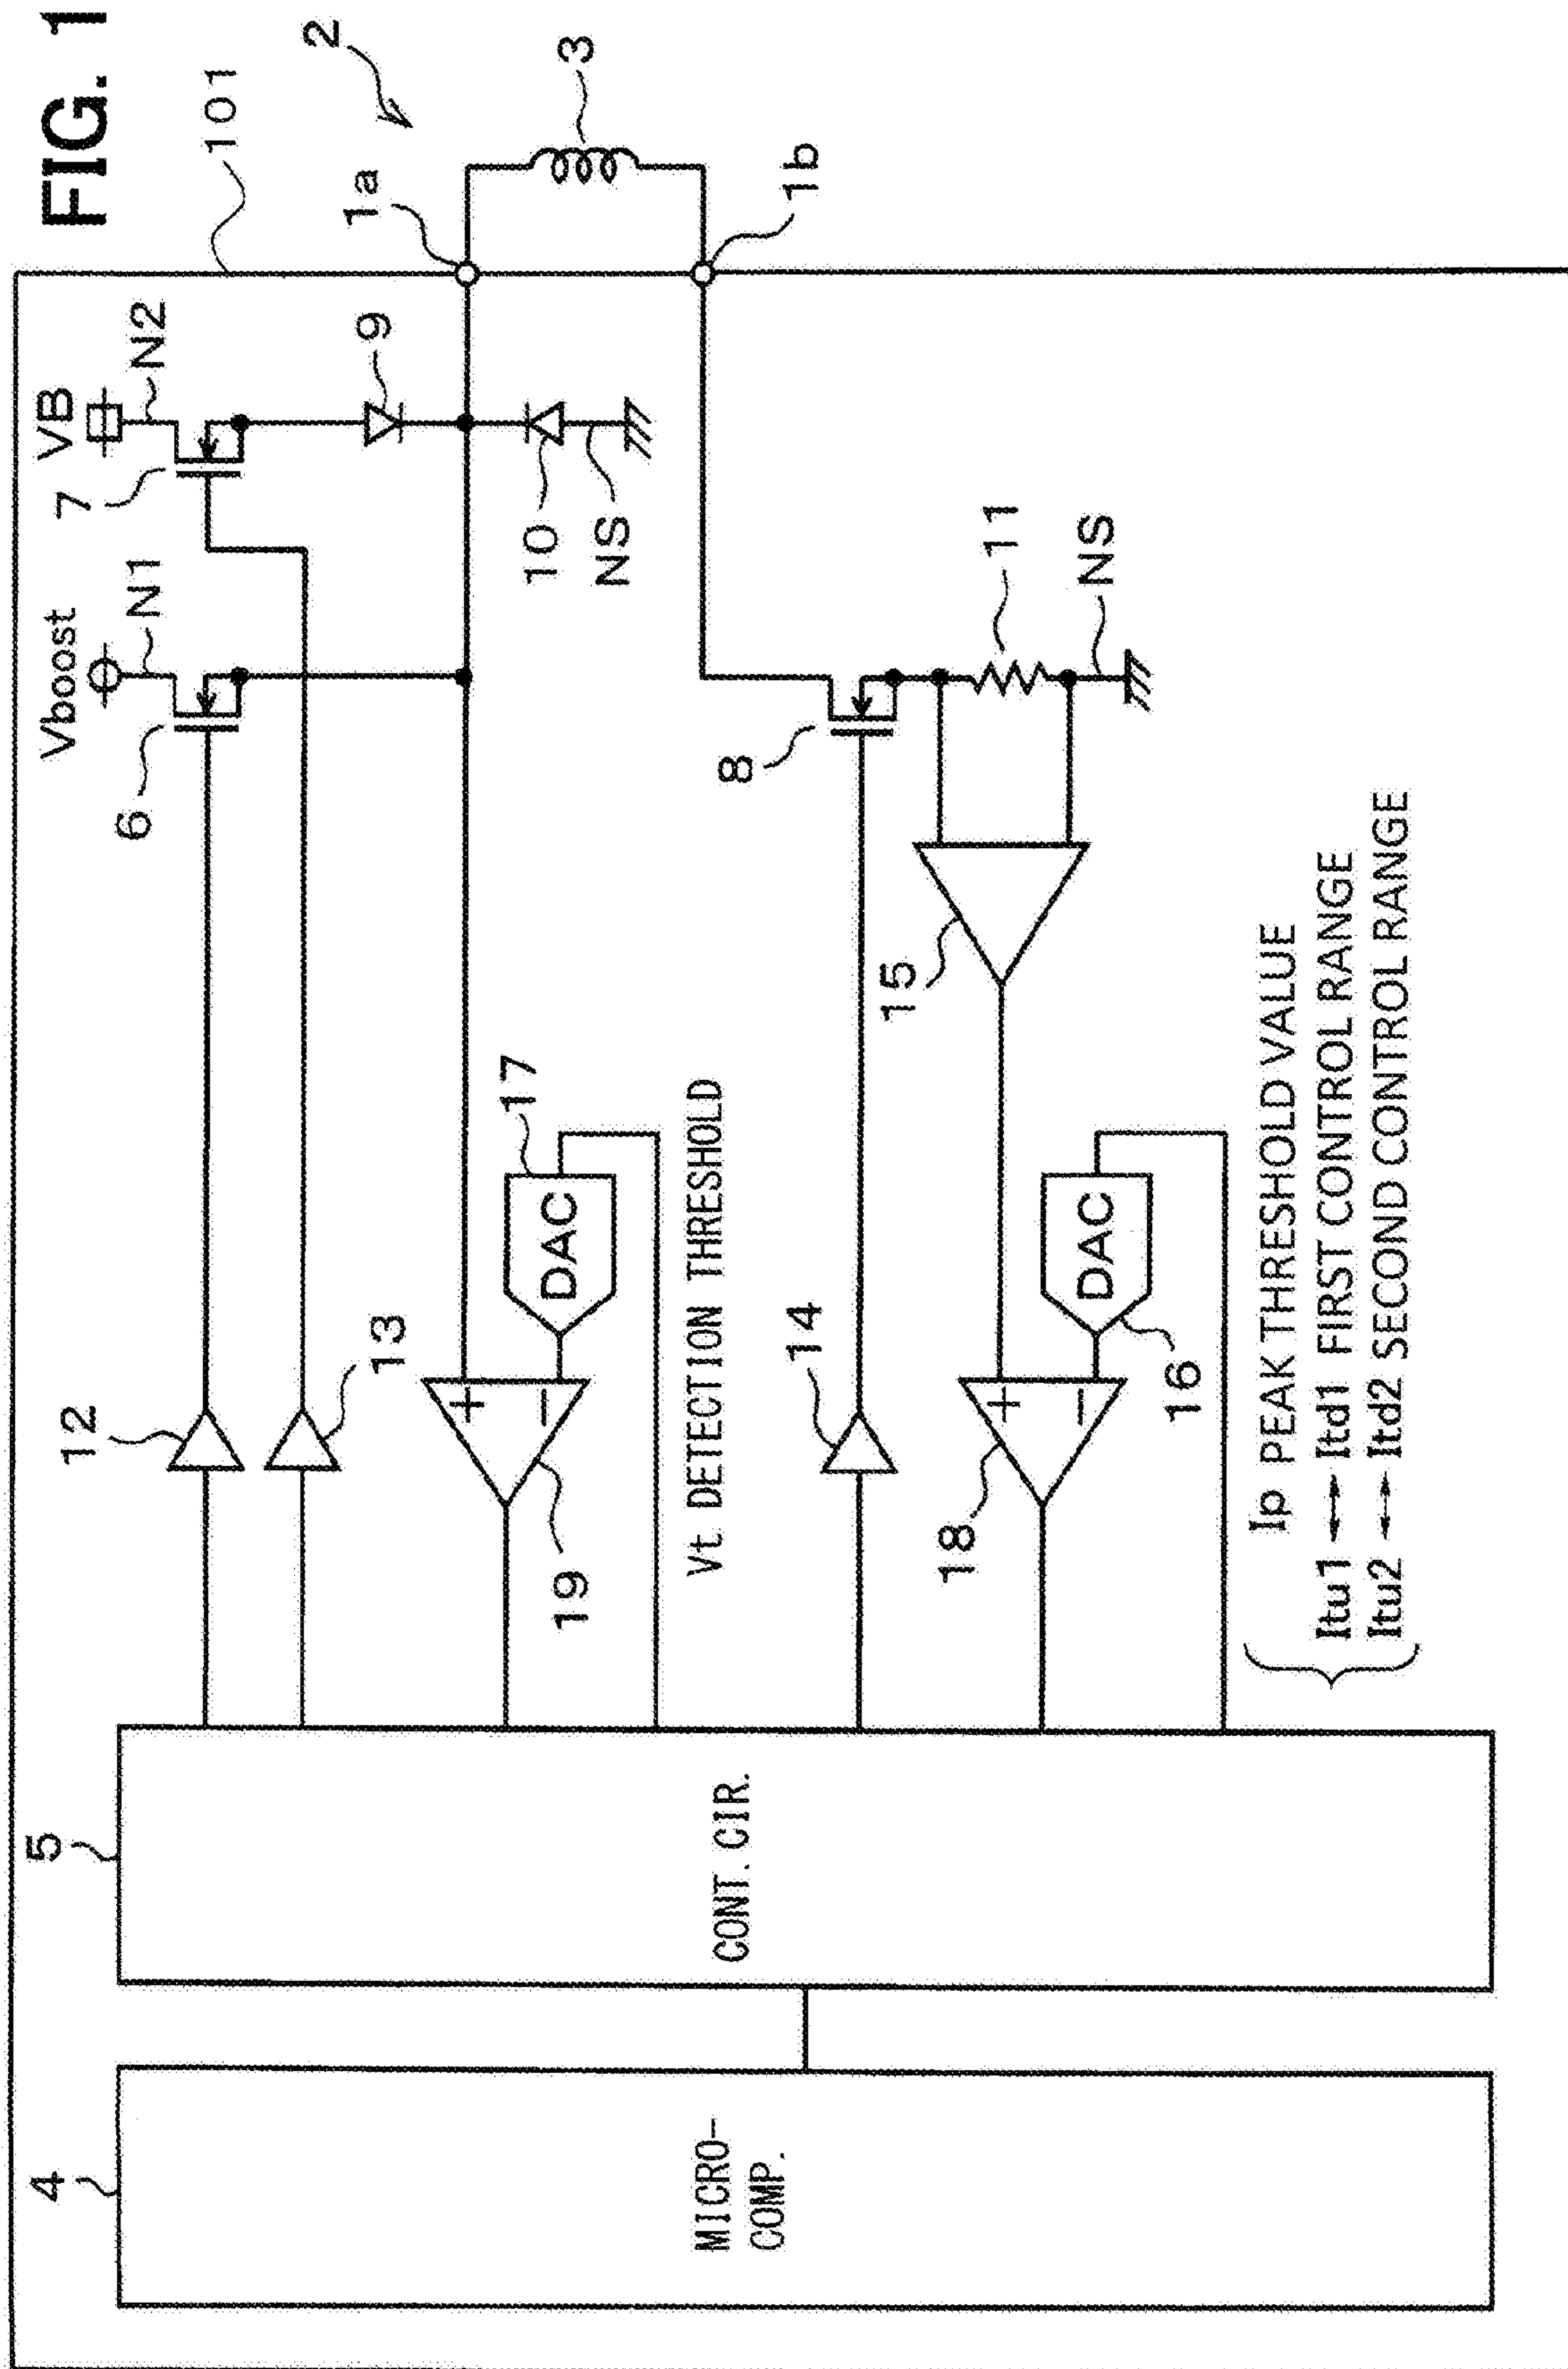 FIG. 1
101
2
3
1a
1b
VB
N2
7
9
10
NS
Vboost
N1
6
8
11
NS
12
13
17
DAC
19
Vt DETECTION THRESHOLD
14
15
DAC
16
18
Ip PEAK THRESHOLD VALUE
Itu1 ↔ Itd1 FIRST CONTROL RANGE
Itu2 ↔ Itd2 SECOND CONTROL RANGE
5
CONT. CIR.
4
MICRO-
COMP.